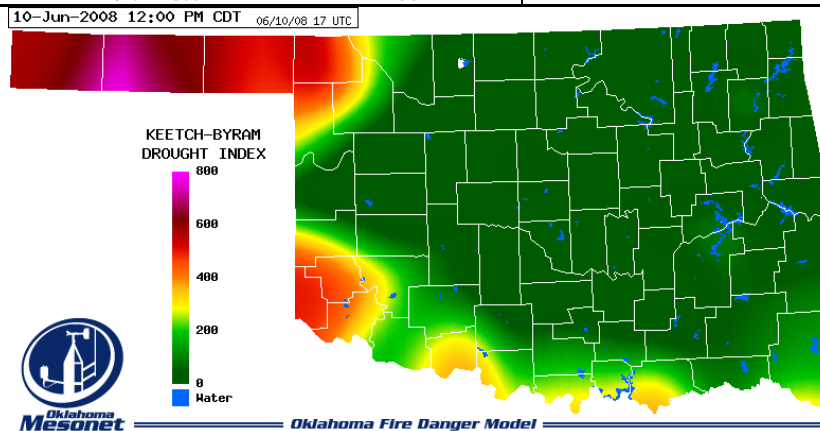 10-Jun-2008 12:00 PM CDT 06/10/08 17 UTC
KEETCH-BYRAM
DROUGHT INDEX
800
600
400
200
0
Water
Oklahoma
Mesonet
Oklahoma Fire Danger Model